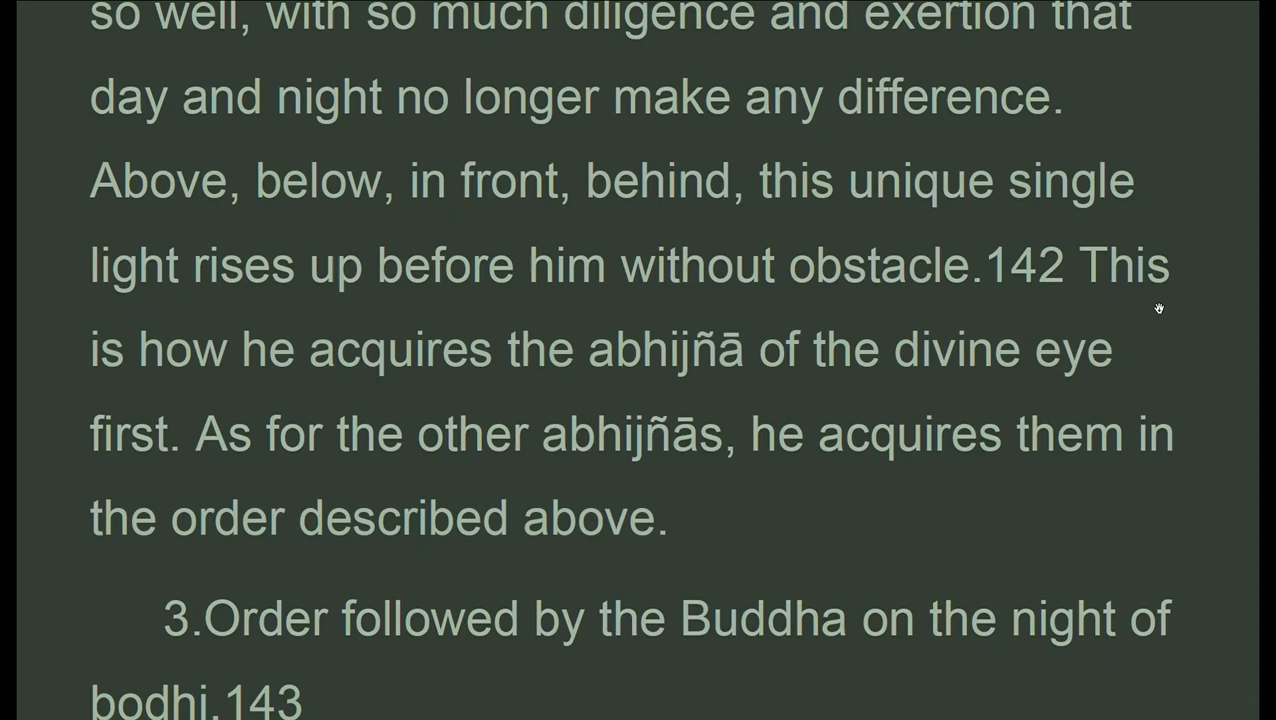 so well, with so much diligence and exertion that
day and night no longer make any difference.
Above, below, in front, behind, this unique single
light rises up before him without obstacle.142 This
is how he acquires the abhijñā of the divine eye
first. As for the other abhijñās, he acquires them in
the order described above.
3.Order followed by the Buddha on the night of
bodhi.143